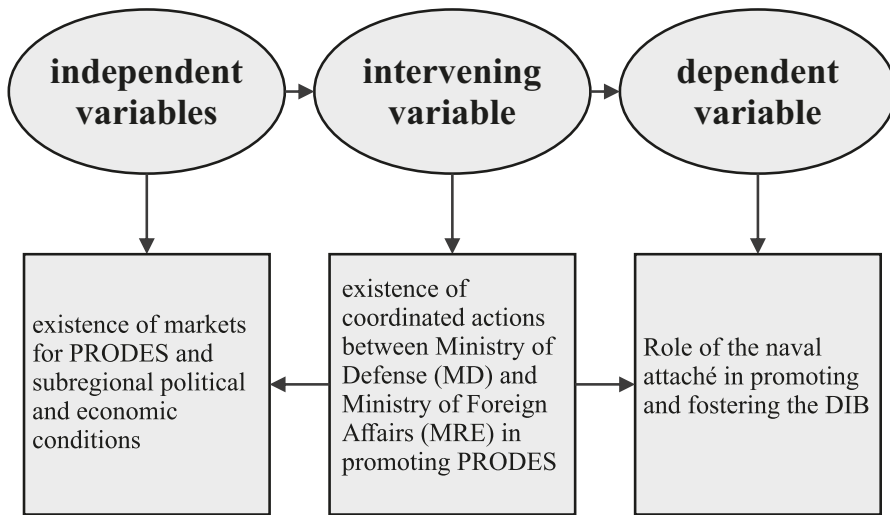 independent
variables
intervening
variable
dependent
variable
existence of markets
for PRODES and
subregional political
and economic
conditions
existence of
coordinated actions
between Ministry of
Defense (MD) and
Ministry of Foreign
Affairs (MRE) in
promoting PRODES
Role of the naval
attaché in promoting
and fostering the DIB